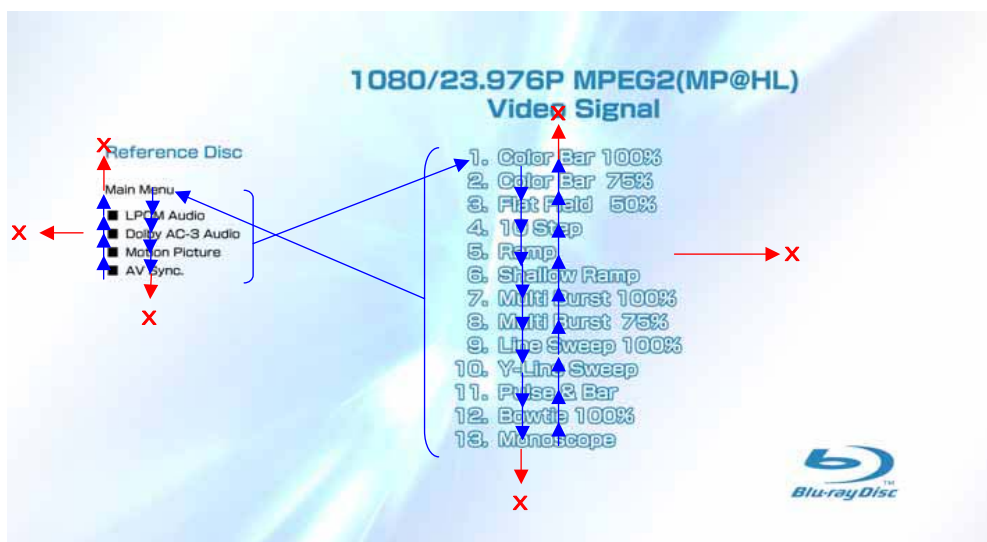 1080/23.976P MPEG2(MP@HL)
Video Signal
Reference Disc
Main Menu
■ LPCM Audio
■ Dolby AC-3 Audio
■ Motion Picture
■ AV Sync.
1. Color Bar 100%
2. Color Bar 75%
3. Flat Field 50%
4. 10 Step
5. Ramp
6. Shallow Ramp
7. Multi Burst 100%
8. Multi Burst 75%
9. Line Sweep 100%
10. Y-Line Sweep
11. Pulse & Bar
12. Bowtie 100%
13. Monoscope
X
X
X
X
X
X
Blu-ray Disc
TM